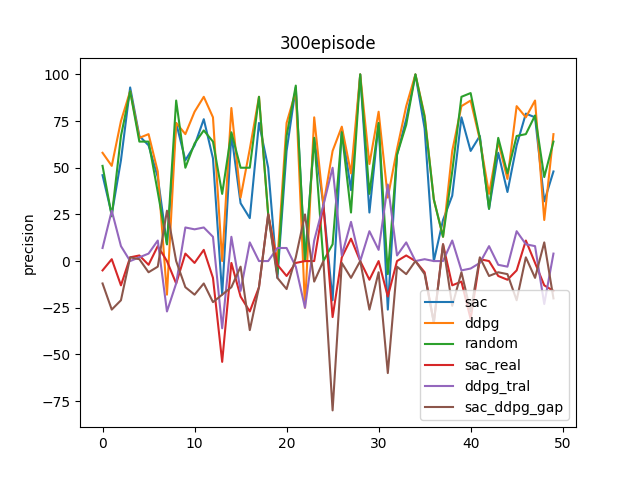 300episode
precision
100
75
50
25
0
−25
−50
−75
0
10
20
30
40
50
sac
ddpg
random
sac_real
ddpg_tral
sac_ddpg_gap